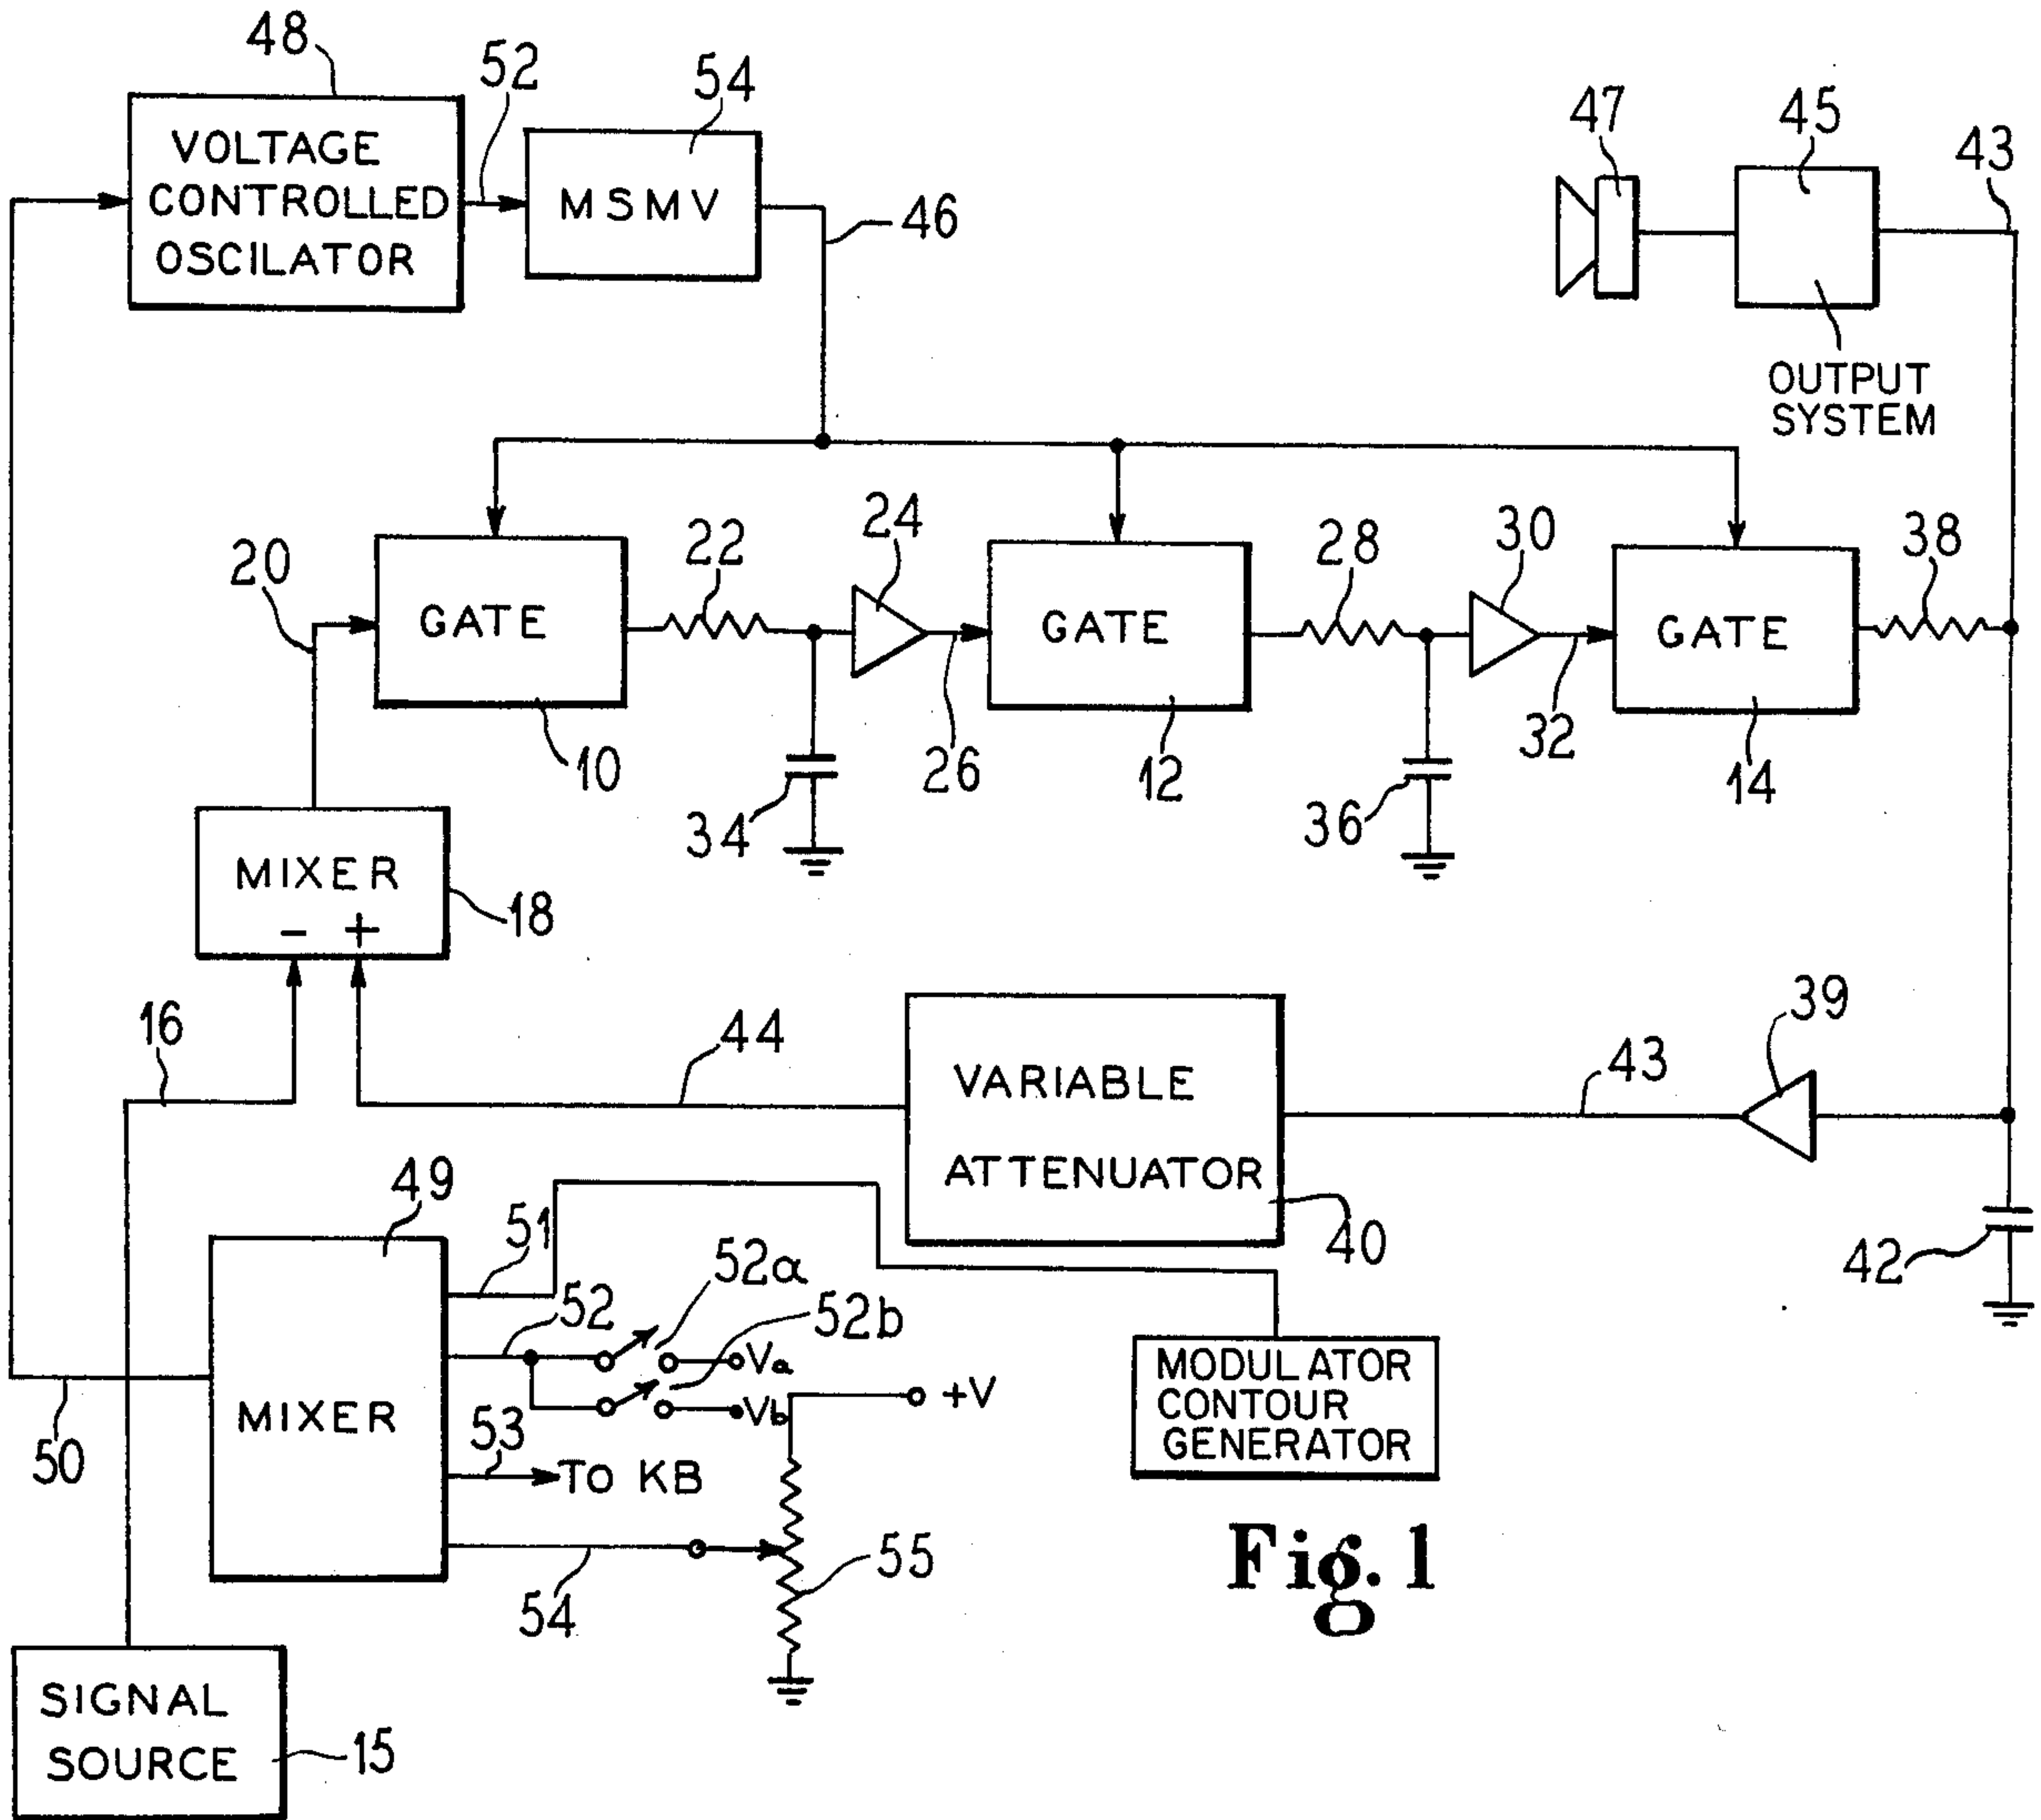 48
52
54
VOLTAGE
CONTROLLED
OSCILATOR
MSMV
46
47
45
43
OUTPUT
SYSTEM
20
GATE
10
22
24
26
34
GATE
12
28
30
32
36
GATE
14
38
MIXER
- +
18
16
44
VARIABLE
ATTENUATOR
40
43
39
42
49
MIXER
50
51
52
52a
52b
Va
Vb
53
TO KB
54
+V
55
MODULATOR
CONTOUR
GENERATOR
SIGNAL
SOURCE
15
Fig. 1